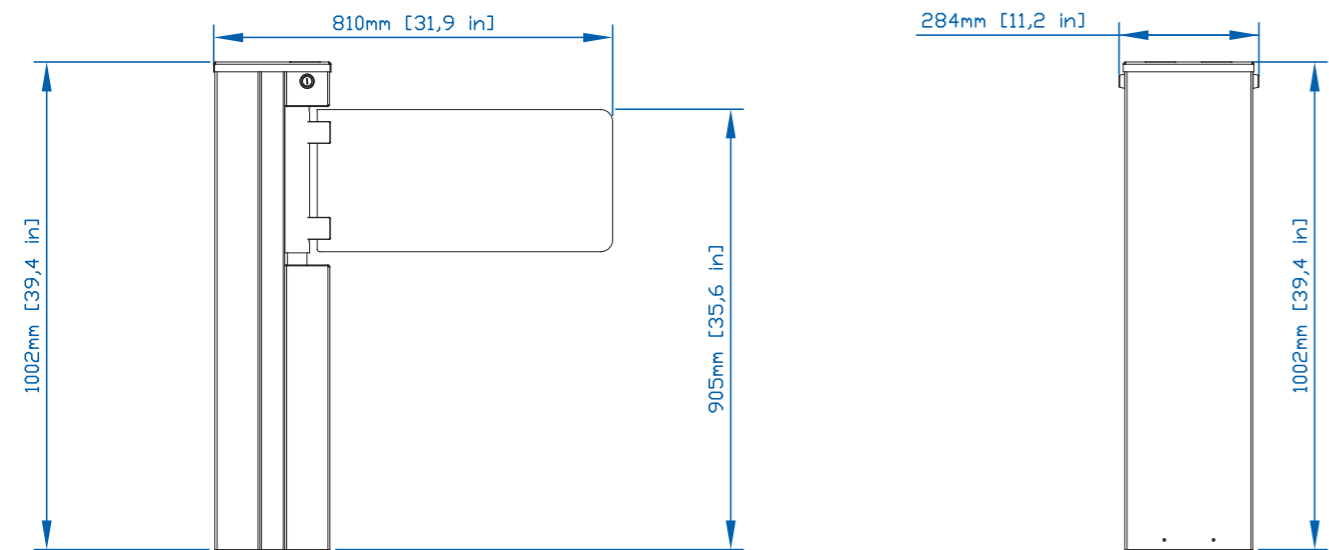 810mm [31,9 in]
284mm [11,2 in]
1002mm [39,4 in]
905mm [35,6 in]
1002mm [39,4 in]